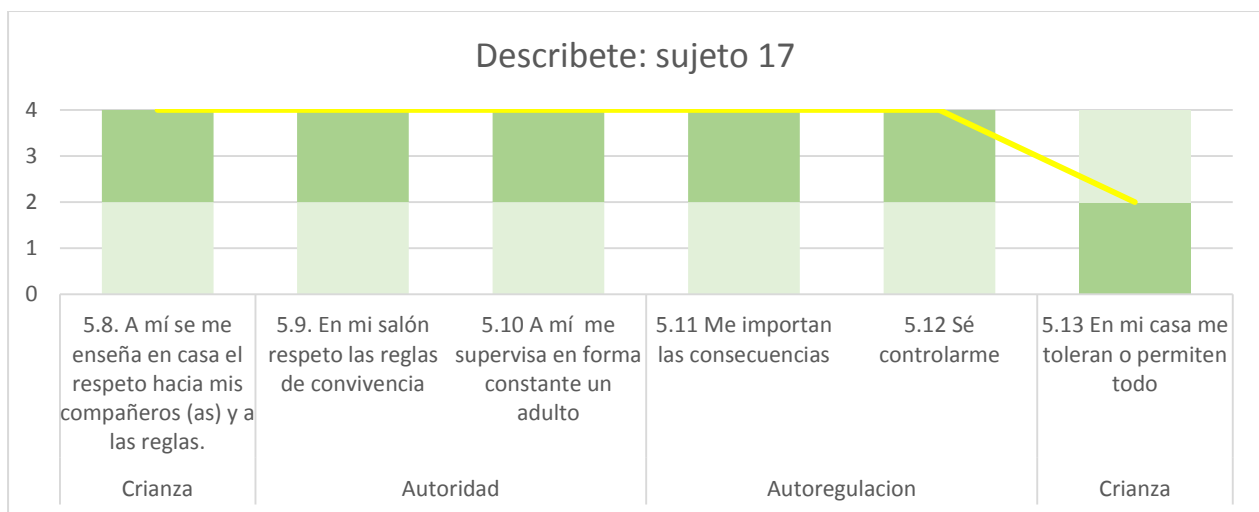 Describete: sujeto 17
4
3
2
1
0
5.8. A mí se me
enseña en casa el
respeto hacia mis
compañeros (as) y a
las reglas.
5.9. En mi salón
respeto las reglas
de convivencia
5.10 A mí  me
supervisa en forma
constante un
adulto
5.11 Me importan
las consecuencias
5.12 Sé
controlarme
5.13 En mi casa me
toleran o permiten
todo
Crianza
Autoridad
Autoregulacion
Crianza